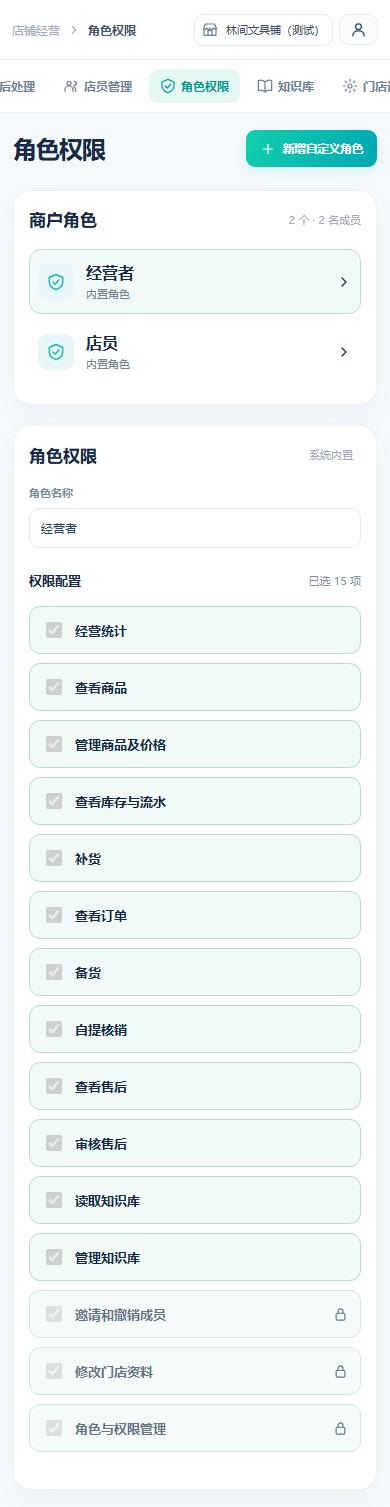 店铺经营 > 角色权限
林间文具铺（测试）
后处理
店员管理
角色权限
知识库
门店
角色权限
+ 新增自定义角色
商户角色
2 个 · 2 名成员
经营者
内置角色
店员
内置角色
角色权限
系统内置
角色名称
经营者
权限配置
已选 15 项
经营统计
查看商品
管理商品及价格
查看库存与流水
补货
查看订单
备货
自提核销
查看售后
审核售后
读取知识库
管理知识库
邀请和撤销成员
修改门店资料
角色与权限管理